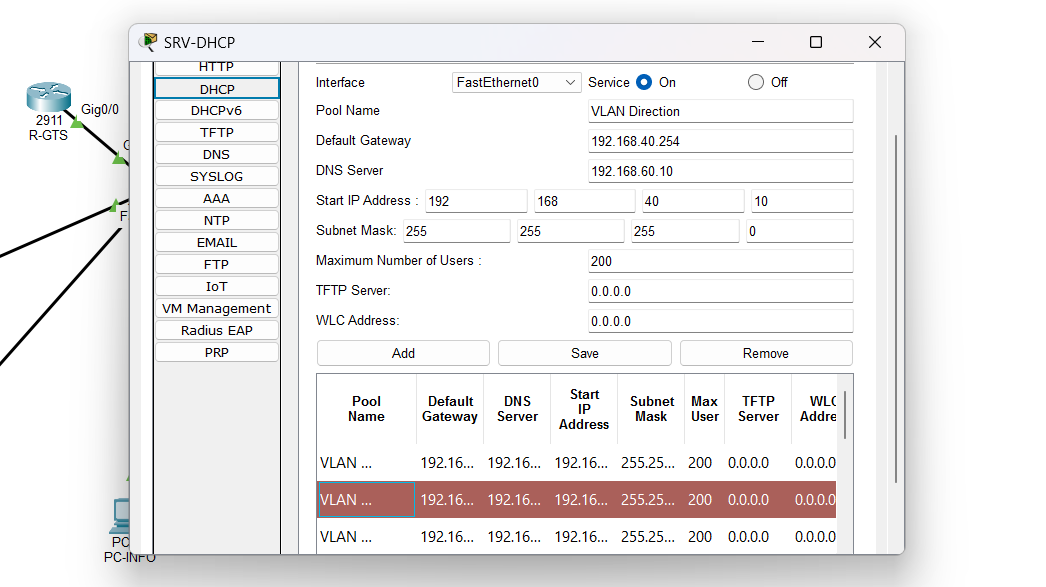 SRV-DHCP
HTTP
DHCP
DHCPv6
TFTP
DNS
SYSLOG
AAA
NTP
EMAIL
FTP
IoT
VM Management
Radius EAP
PRP
Interface FastEthernet0 Service On Off
Pool Name VLAN Direction
Default Gateway 192.168.40.254
DNS Server 192.168.60.10
Start IP Address : 192 168 40 10
Subnet Mask: 255 255 255 0
Maximum Number of Users : 200
TFTP Server: 0.0.0.0
WLC Address: 0.0.0.0
Add Save Remove
Pool Name Default Gateway DNS Server Start IP Address Subnet Mask Max User TFTP Server WLC Addre
VLAN ... 192.16... 192.16... 192.16... 255.25... 200 0.0.0.0 0.0.0.0
VLAN ... 192.16... 192.16... 192.16... 255.25... 200 0.0.0.0 0.0.0.0
VLAN ... 192.16... 192.16... 192.16... 255.25... 200 0.0.0.0 0.0.0.0
Gig0/0
2911
R-GTS
G
F
PC
PC-INFO